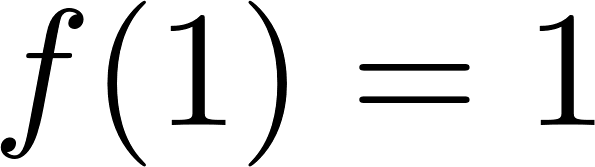 f(1) = 1